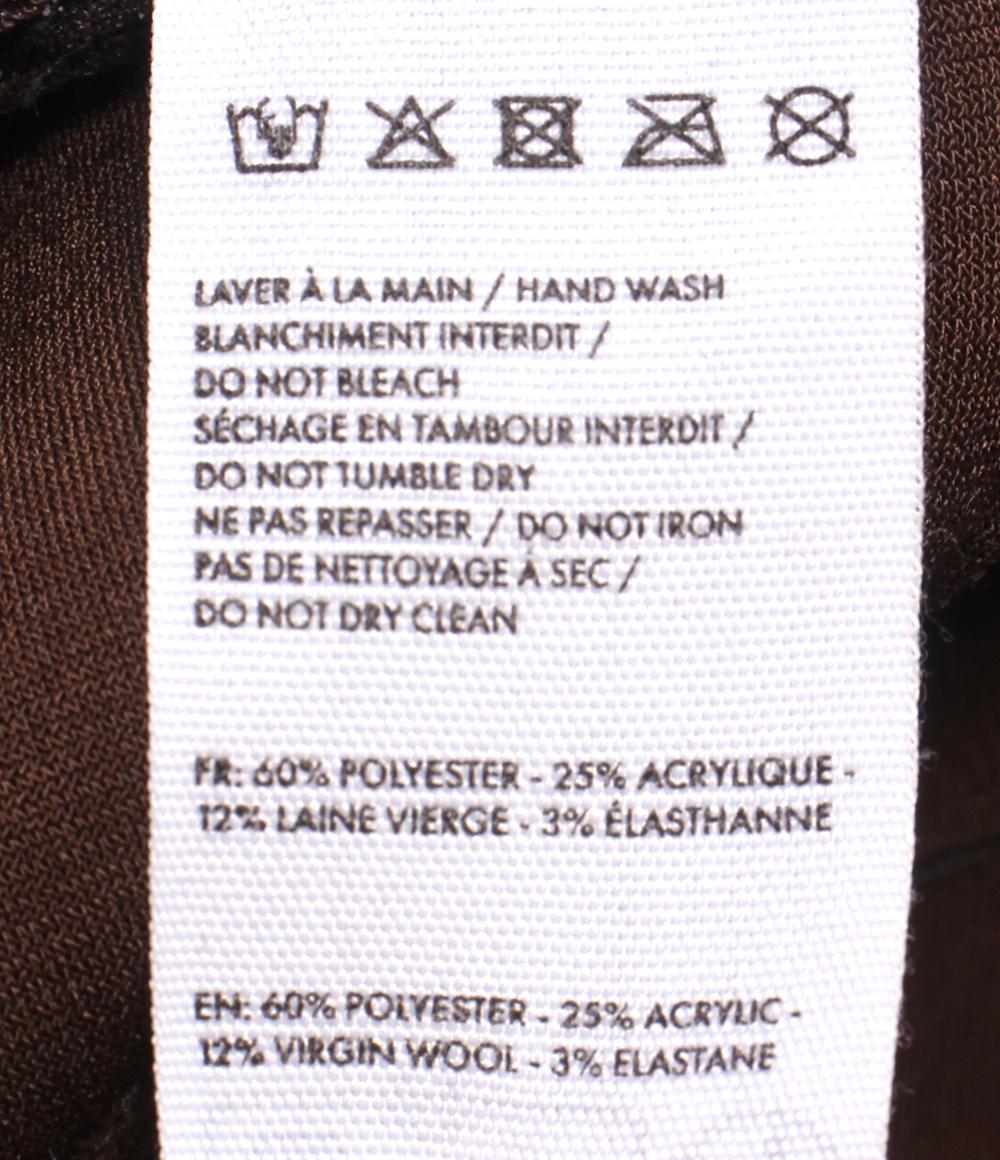 LAVER À LA MAIN / HAND WASH
BLANCHIMENT INTERDIT /
DO NOT BLEACH
SÉCHAGE EN TAMBOUR INTERDIT /
DO NOT TUMBLE DRY
NE PAS REPASSER / DO NOT IRON
PAS DE NETTOYAGE À SEC /
DO NOT DRY CLEAN
FR: 60% POLYESTER - 25% ACRYLIQUE -
12% LAINE VIERGE - 3% ÉLASTHANNE
EN: 60% POLYESTER - 25% ACRYLIC -
12% VIRGIN WOOL - 3% ELASTANE